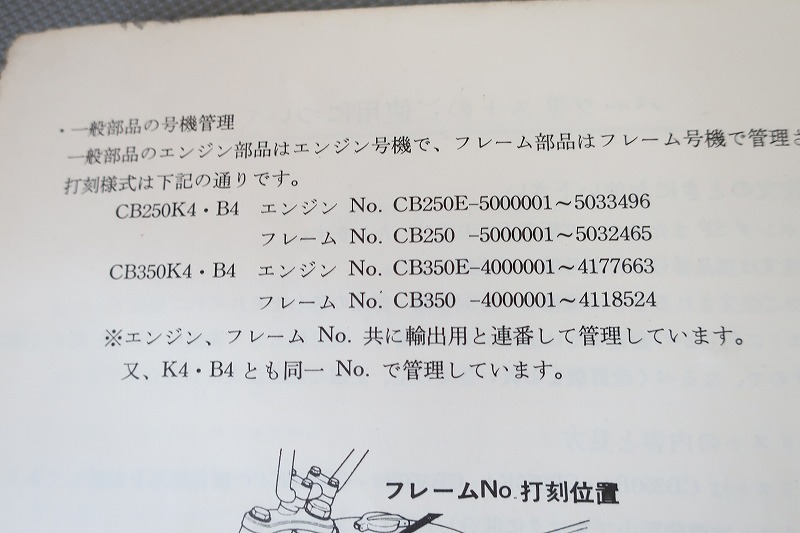 ・一般部品の号機管理
一般部品のエンジン部品はエンジン号機で、フレーム部品はフレーム号機で管理さ
打刻様式は下記の通りです。
CB250K4・B4 エンジン No. CB250E-5000001～5033496
フレーム No. CB250 -5000001～5032465
CB350K4・B4 エンジン No. CB350E-4000001～4177663
フレーム No. CB350 -4000001～4118524
※エンジン、フレーム No. 共に輸出用と連番して管理しています。
又、K4・B4 とも同一 No. で管理しています。
フレームNo.打刻位置